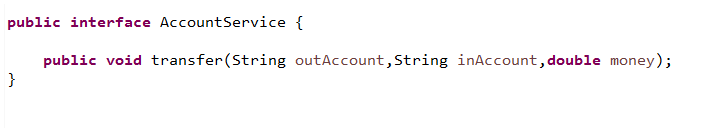 public interface AccountService {
public void transfer(String outAccount,String inAccount,double money);
}